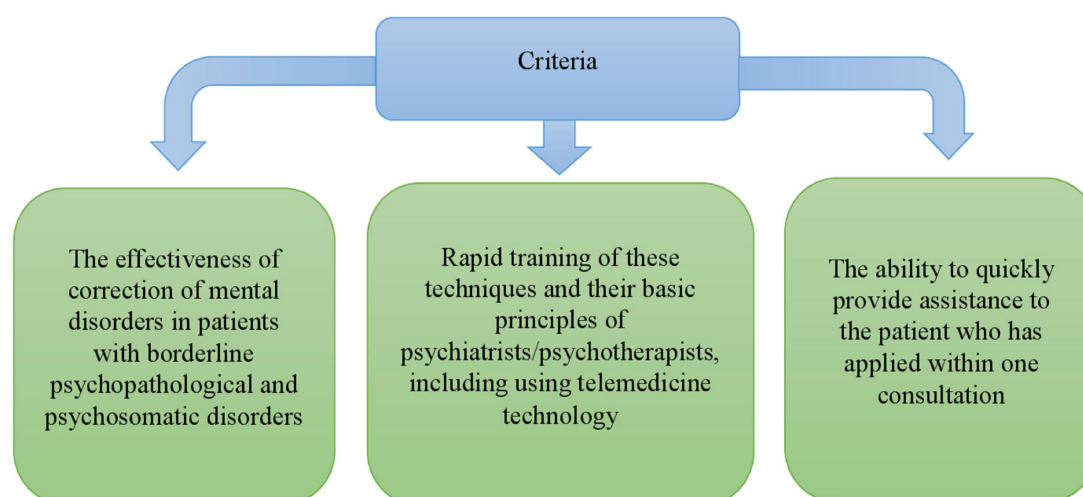 Criteria
The effectiveness of
correction of mental
disorders in patients
with borderline
psychopathological and
psychosomatic disorders
Rapid training of these
techniques and their basic
principles of
psychiatrists/psychotherapists,
including using telemedicine
technology
The ability to quickly
provide assistance to
the patient who has
applied within one
consultation